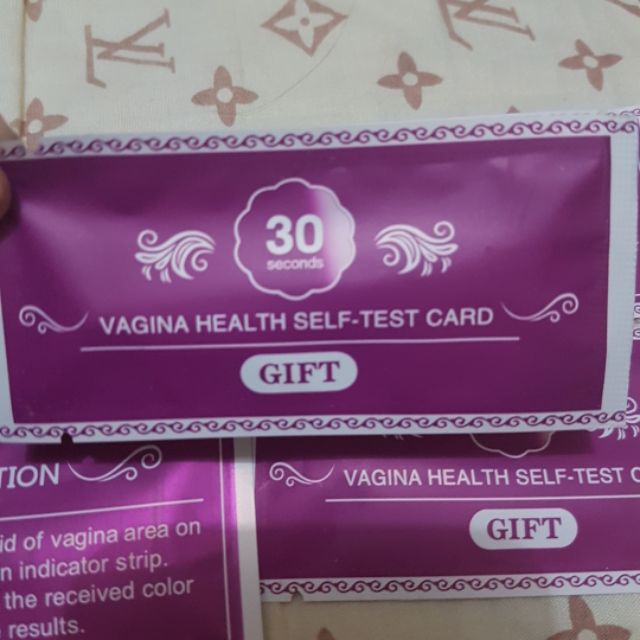 30
seconds
VAGINA HEALTH SELF-TEST CARD
GIFT
TION
id of vagina area on
n indicator strip.
the received color
results.
VAGINA HEALTH SELF-TEST C
GIFT